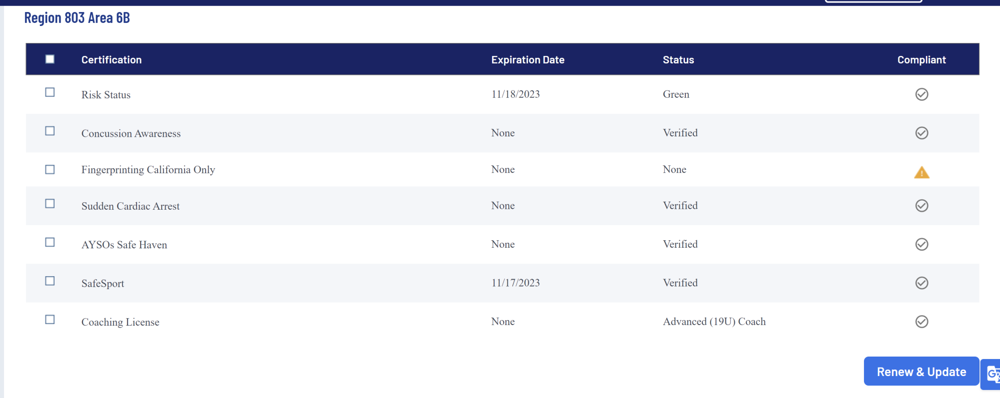 Region 803 Area 6B
Certification Expiration Date Status Compliant
Risk Status 11/18/2023 Green
Concussion Awareness None Verified
Fingerprinting California Only None None
Sudden Cardiac Arrest None Verified
AYSOs Safe Haven None Verified
SafeSport 11/17/2023 Verified
Coaching License None Advanced (19U) Coach
Renew & Update